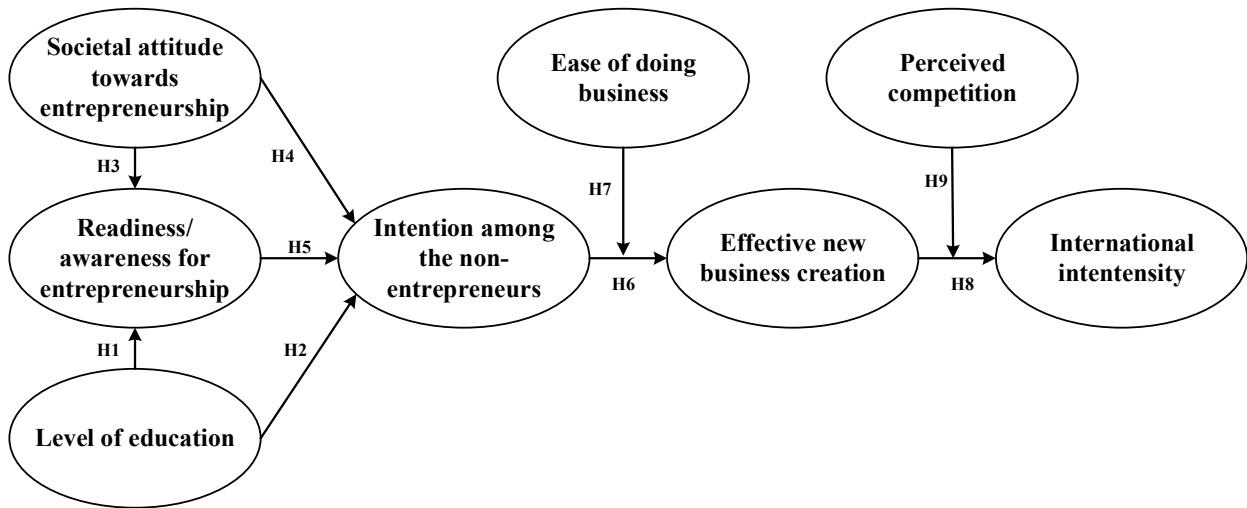 Societal attitude
towards
entrepreneurship
Ease of doing
business
Perceived
competition
H3
H4
H7
H9
Readiness/
awareness for
entrepreneurship
H5
Intention among
the non-
entrepreneurs
H6
Effective new
business creation
H8
International
intentensity
H1
H2
Level of education